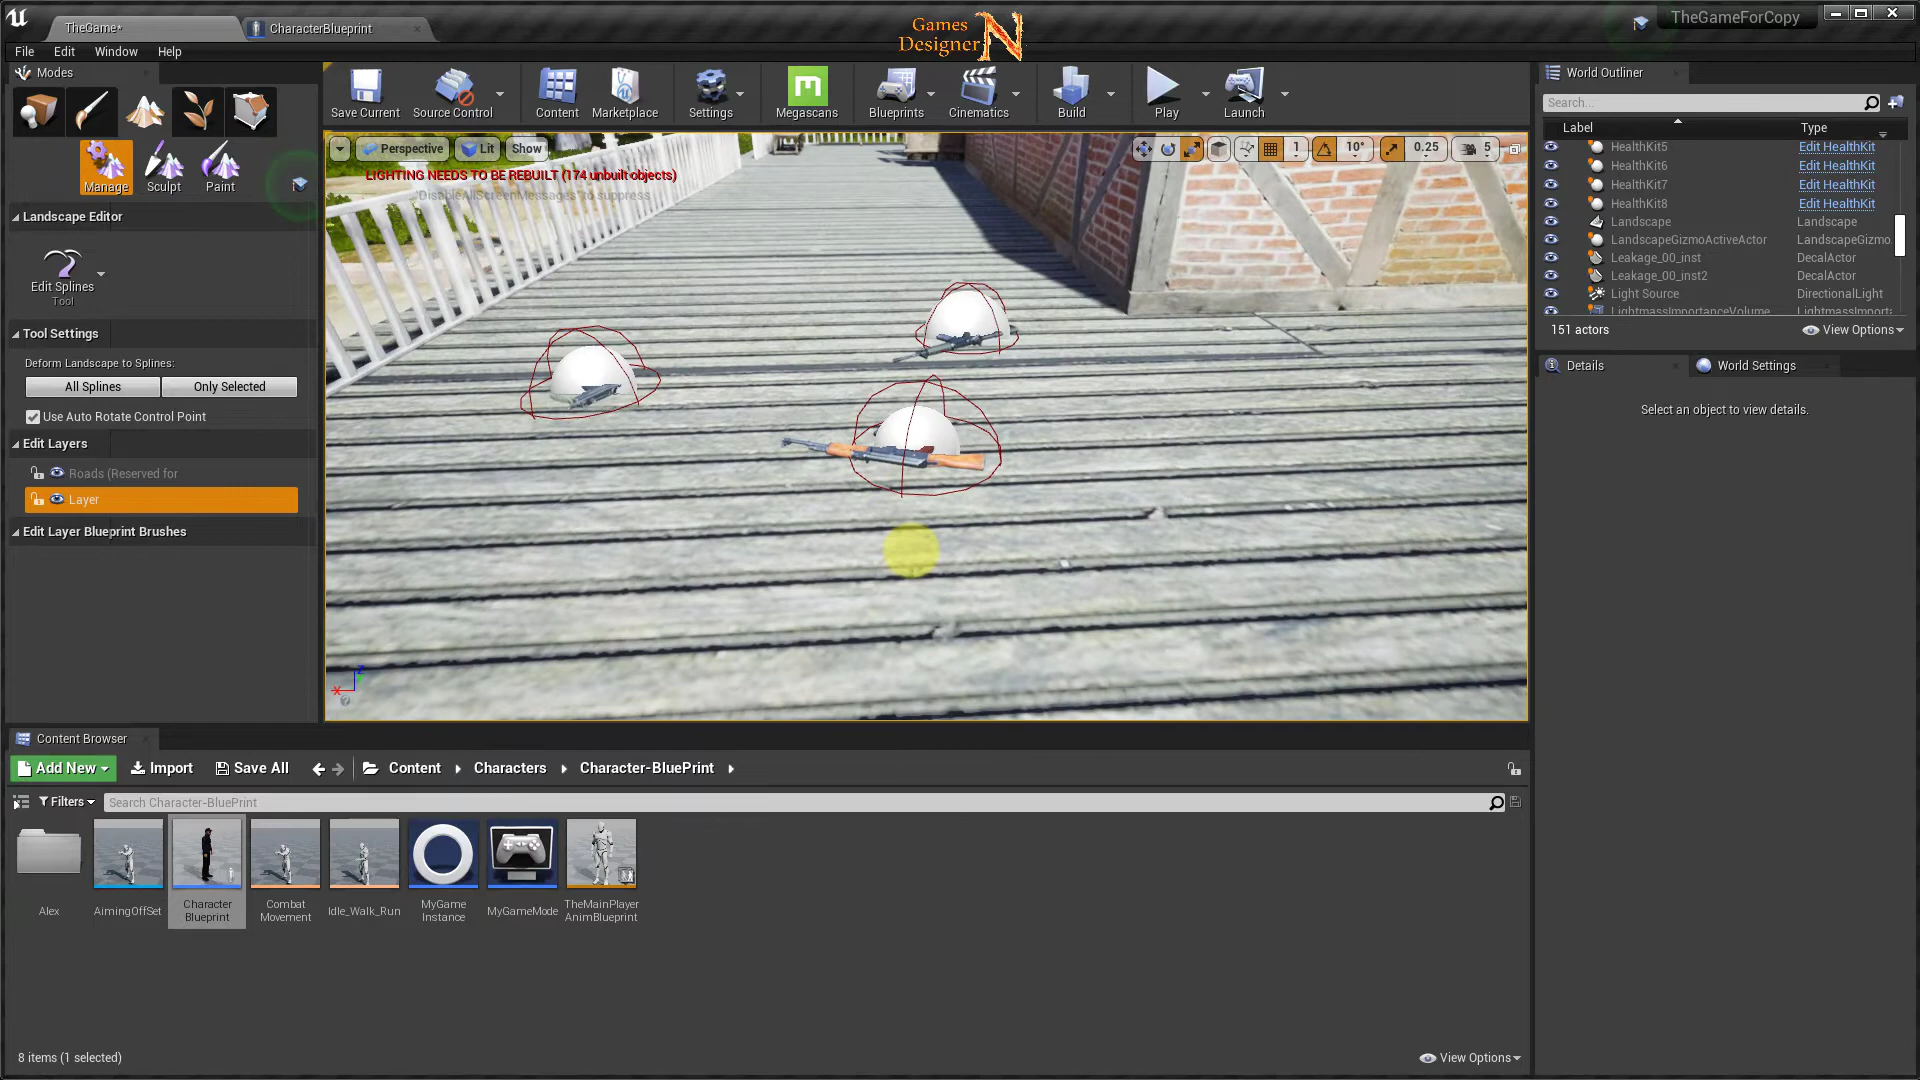 TheGame*
CharacterBlueprint
Games
Designer
N
TheGameForCopy
File Edit Window Help
Modes
Save Current
Source Control
Content
Marketplace
Settings
Megascans
Blueprints
Cinematics
Build
Play
Launch
Manage
Sculpt
Paint
Landscape Editor
Edit Splines
Tool
Tool Settings
Deform Landscape to Splines:
All Splines
Only Selected
Use Auto Rotate Control Point
Edit Layers
Roads (Reserved for
Layer
Edit Layer Blueprint Brushes
Perspective
Lit
Show
1
10°
0.25
5
LIGHTING NEEDS TO BE REBUILT (174 unbuilt objects)
'DisableAllScreenMessages' to suppress
X
Z
World Outliner
Search...
Label
Type
HealthKit5 Edit HealthKit
HealthKit6 Edit HealthKit
HealthKit7 Edit HealthKit
HealthKit8 Edit HealthKit
Landscape Landscape
LandscapeGizmoActiveActor LandscapeGizmo
Leakage_00_inst DecalActor
Leakage_00_inst2 DecalActor
Light Source DirectionalLight
LightmassImportanceVolume LightmassImport
151 actors
View Options
Details
World Settings
Select an object to view details.
Content Browser
Add New
Import
Save All
Content
Characters
Character-BluePrint
Filters
Search Character-BluePrint
Alex
AimingOffSet
Character
Blueprint
Combat
Movement
Idle_Walk_Run
MyGame
Instance
MyGameMode
TheMainPlayer
AnimBlueprint
8 items (1 selected)
View Options